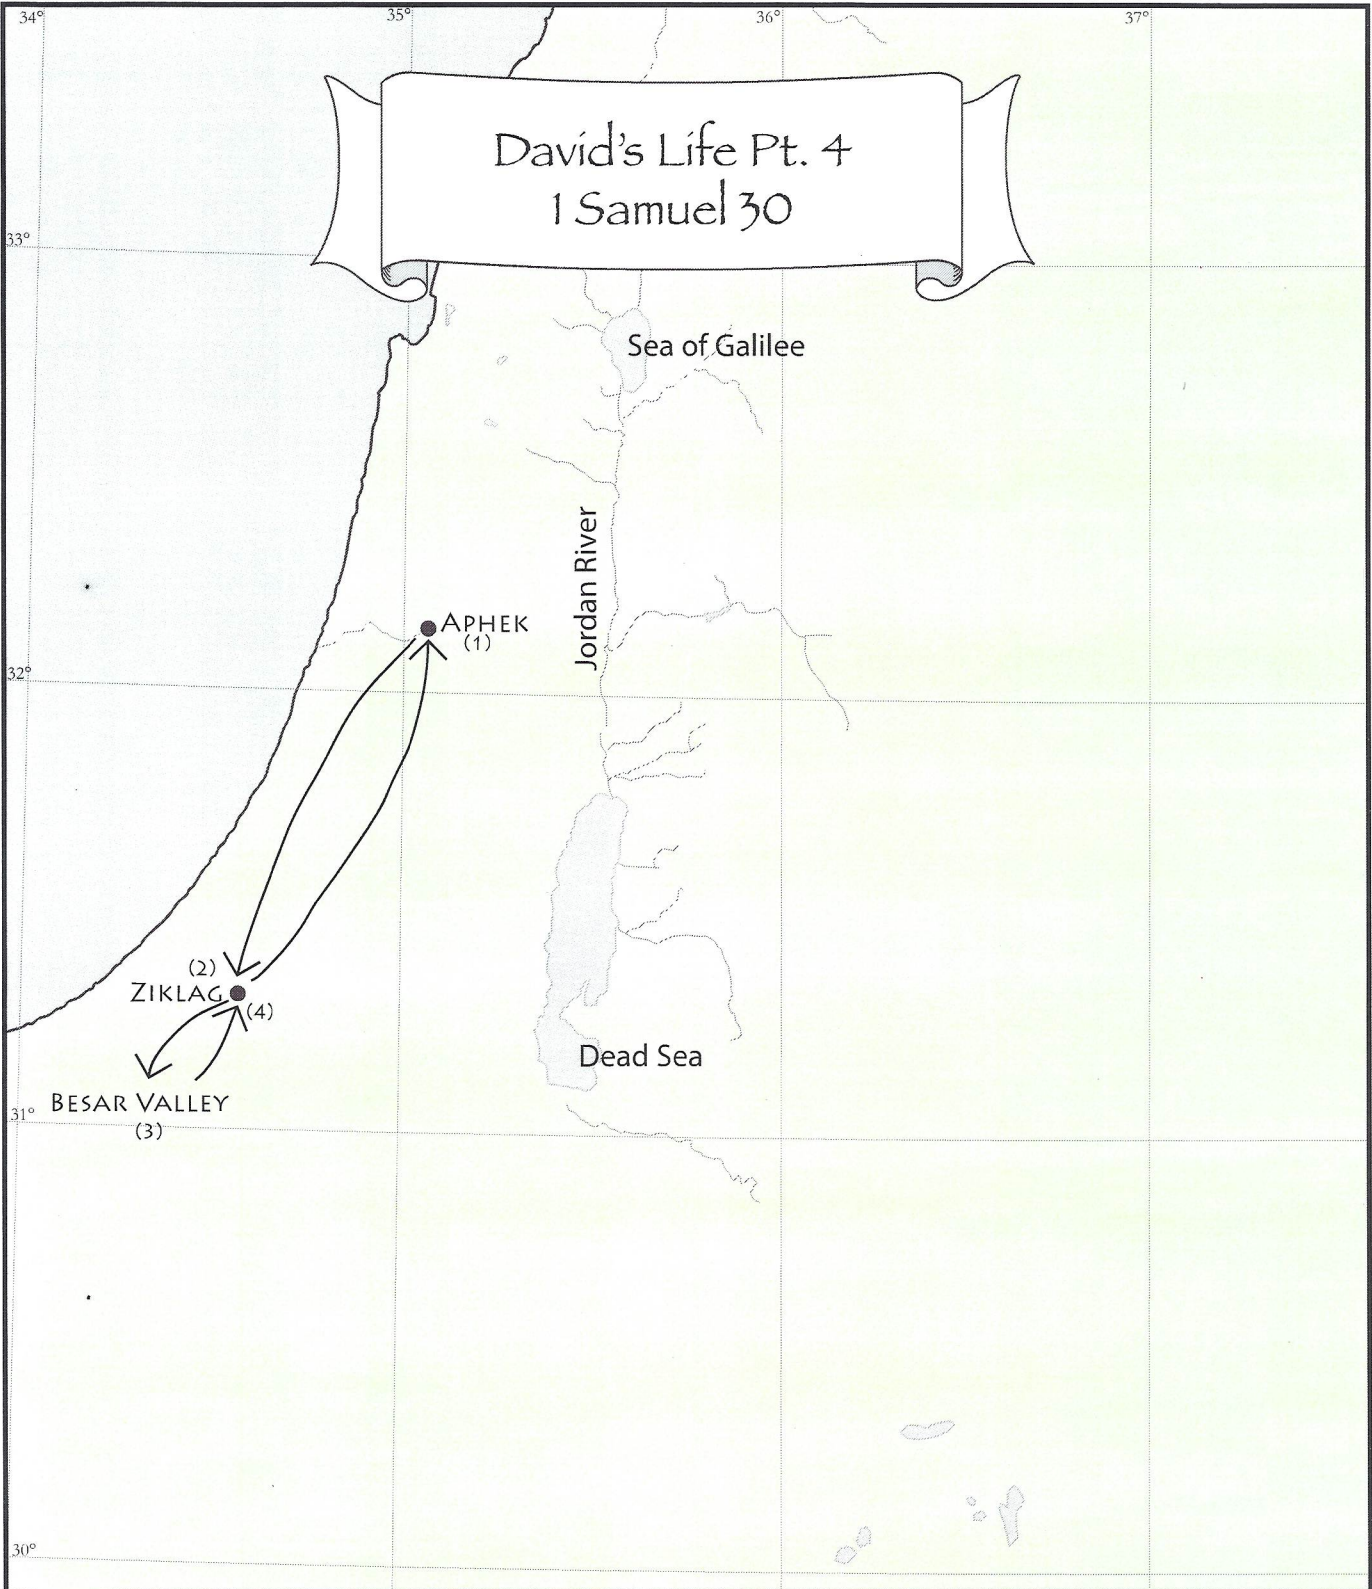 34°
35°
36°
37°
David's Life Pt. 4
1 Samuel 30
33°
Sea of Galilee
Jordan River
APHEK
(1)
32°
(2)
ZIKLAG
(4)
Dead Sea
BESAR VALLEY
31°
(3)
30°